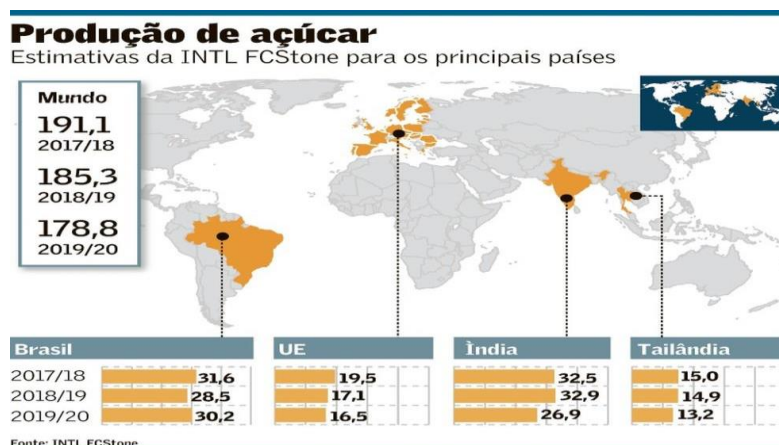 Produção de açúcar
Estimativas da INTL FCStone para os principais países
Mundo
191,1
2017/18
185,3
2018/19
178,8
2019/20
Brasil
2017/18 31,6
2018/19 28,5
2019/20 30,2
UE
19,5
17,1
16,5
Ìndia
32,5
32,9
26,9
Tailândia
15,0
14,9
13,2
Fonte: INTL FCStone